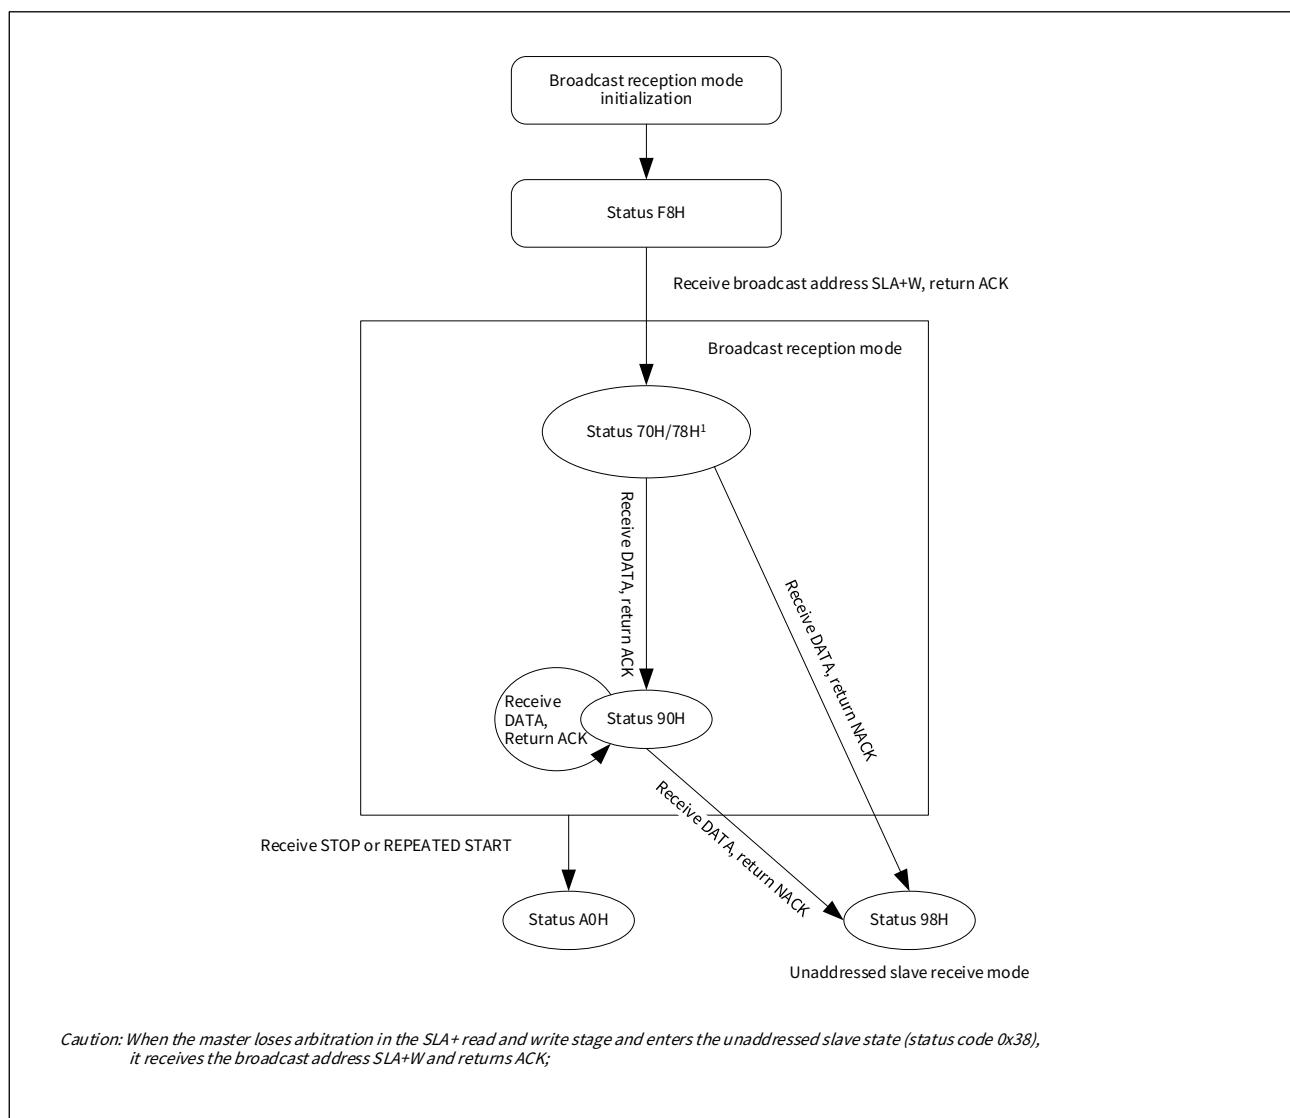 Broadcast reception mode
initialization
Status F8H
Receive broadcast address SLA+W, return ACK
Broadcast reception mode
Status 70H/78H¹
Receive DATA, return ACK
Receive DATA, return NACK
Receive
DATA,
Return ACK
Status 90H
Receive DATA, return NACK
Receive STOP or REPEATED START
Status A0H
Status 98H
Unaddressed slave receive mode
Caution: When the master loses arbitration in the SLA+ read and write stage and enters the unaddressed slave state (status code 0x38),
it receives the broadcast address SLA+W and returns ACK;